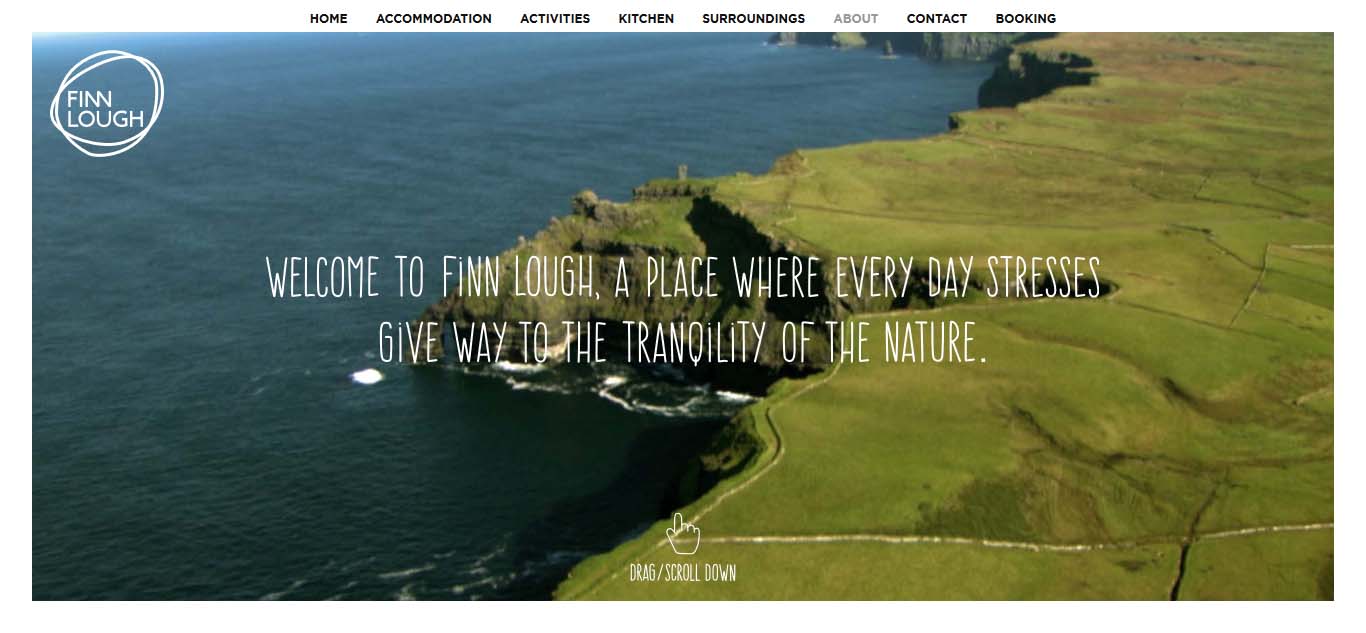 HOME ACCOMMODATION ACTIVITIES KITCHEN SURROUNDINGS ABOUT CONTACT BOOKING
FINN
LOUGH
WELCOME TO FiNN LOUGH, A PLACE WHERE EVERY DAY STRESSES
GiVE WAY TO THE TRANQiLiTY OF THE NATURE.
DRAG/SCROLL DOWN